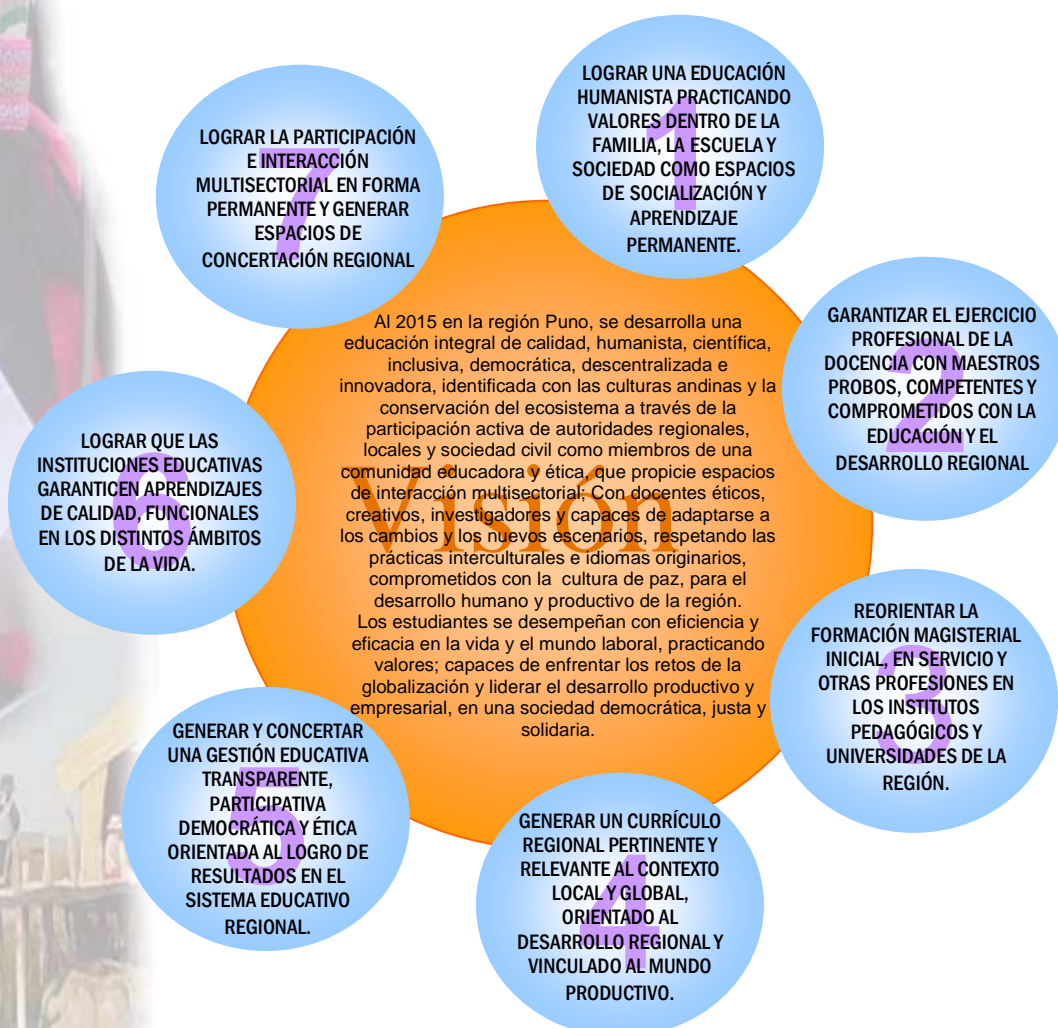 1
LOGRAR UNA EDUCACIÓN
HUMANISTA PRACTICANDO
VALORES DENTRO DE LA
FAMILIA, LA ESCUELA Y
SOCIEDAD COMO ESPACIOS
DE SOCIALIZACIÓN Y
APRENDIZAJE
PERMANENTE.
2
GARANTIZAR EL EJERCICIO
PROFESIONAL DE LA
DOCENCIA CON MAESTROS
PROBOS, COMPETENTES Y
COMPROMETIDOS CON LA
EDUCACIÓN Y EL
DESARROLLO REGIONAL
3
REORIENTAR LA
FORMACIÓN MAGISTERIAL
INICIAL, EN SERVICIO Y
OTRAS PROFESIONES EN
LOS INSTITUTOS
PEDAGÓGICOS Y
UNIVERSIDADES DE LA
REGIÓN.
4
GENERAR UN CURRÍCULO
REGIONAL PERTINENTE Y
RELEVANTE AL CONTEXTO
LOCAL Y GLOBAL,
ORIENTADO AL
DESARROLLO REGIONAL Y
VINCULADO AL MUNDO
PRODUCTIVO.
5
GENERAR Y CONCERTAR
UNA GESTIÓN EDUCATIVA
TRANSPARENTE,
PARTICIPATIVA
DEMOCRÁTICA Y ÉTICA
ORIENTADA AL LOGRO DE
RESULTADOS EN EL
SISTEMA EDUCATIVO
REGIONAL.
6
LOGRAR QUE LAS
INSTITUCIONES EDUCATIVAS
GARANTICEN APRENDIZAJES
DE CALIDAD, FUNCIONALES
EN LOS DISTINTOS ÁMBITOS
DE LA VIDA.
7
LOGRAR LA PARTICIPACIÓN
E INTERACCIÓN
MULTISECTORIAL EN FORMA
PERMANENTE Y GENERAR
ESPACIOS DE
CONCERTACIÓN REGIONAL
Visión
Al 2015 en la región Puno, se desarrolla una
educación integral de calidad, humanista, científica,
inclusiva, democrática, descentralizada e
innovadora, identificada con las culturas andinas y la
conservación del ecosistema a través de la
participación activa de autoridades regionales,
locales y sociedad civil como miembros de una
comunidad educadora y ética, que propicie espacios
de interacción multisectorial; Con docentes éticos,
creativos, investigadores y capaces de adaptarse a
los cambios y los nuevos escenarios, respetando las
prácticas interculturales e idiomas originarios,
comprometidos con la cultura de paz, para el
desarrollo humano y productivo de la región.
Los estudiantes se desempeñan con eficiencia y
eficacia en la vida y el mundo laboral, practicando
valores; capaces de enfrentar los retos de la
globalización y liderar el desarrollo productivo y
empresarial, en una sociedad democrática, justa y
solidaria.